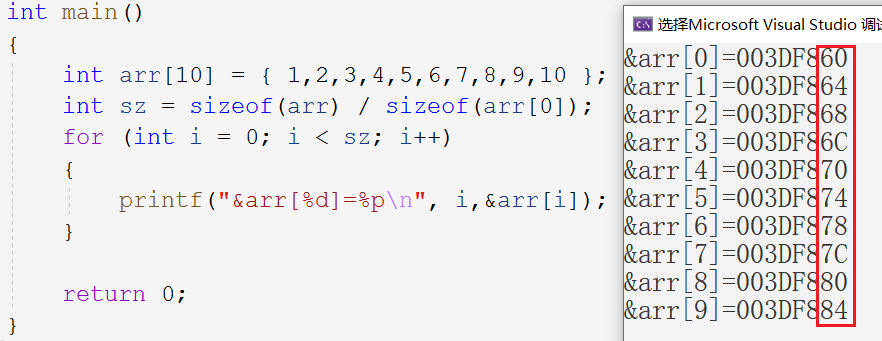 int main()
{
int arr[10] = { 1,2,3,4,5,6,7,8,9,10 };
int sz = sizeof(arr) / sizeof(arr[0]);
for (int i = 0; i < sz; i++)
{
printf("&arr[%d]=%p\n", i,&arr[i]);
}
return 0;
}
选择Microsoft Visual Studio 调试
&arr[0]=003DF860
&arr[1]=003DF864
&arr[2]=003DF868
&arr[3]=003DF86C
&arr[4]=003DF870
&arr[5]=003DF874
&arr[6]=003DF878
&arr[7]=003DF87C
&arr[8]=003DF880
&arr[9]=003DF884